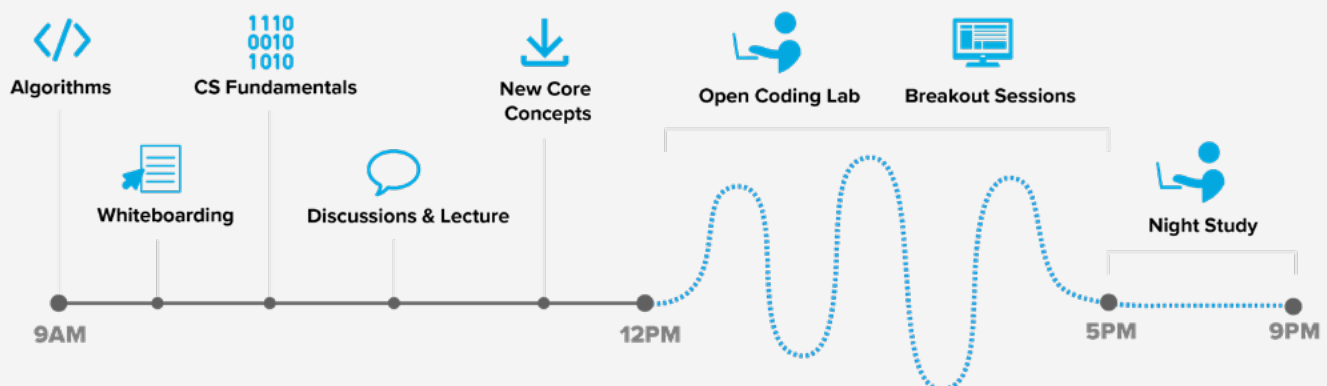 1110
0010
1010
Algorithms
CS Fundamentals
New Core
Concepts
Open Coding Lab
Breakout Sessions
Whiteboarding
Discussions & Lecture
Night Study
9AM
12PM
5PM
9PM